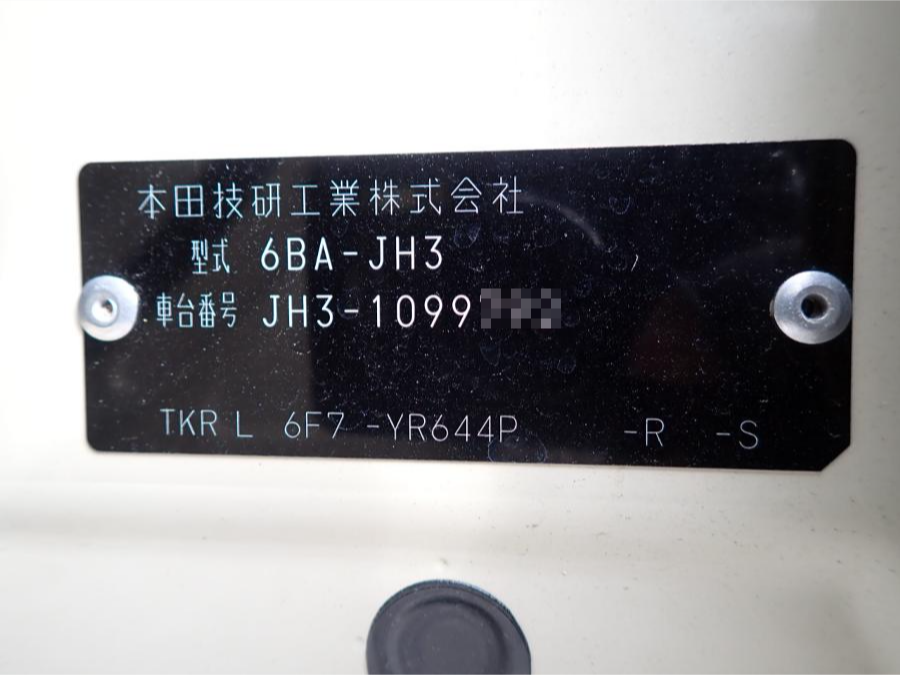 本田技研工業株式会社
型式 6BA-JH3
車台番号 JH3-1099
TKR L 6F7 -YR644P -R -S